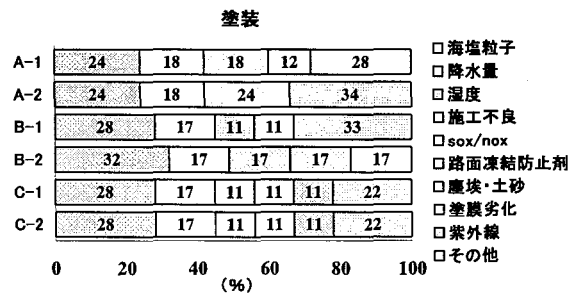 塗装
A-1 24 18 18 12 28
A-2 24 18 24 34
B-1 28 17 11 11 33
B-2 32 17 17 17 17
C-1 28 17 11 11 11 22
C-2 28 17 11 11 11 22
0 20 40 60 80 100
(%)
□海塩粒子
□降水量
□湿度
□施工不良
□sox/nox
□路面凍結防止剤
□塵埃・土砂
□塗膜劣化
□紫外線
□その他